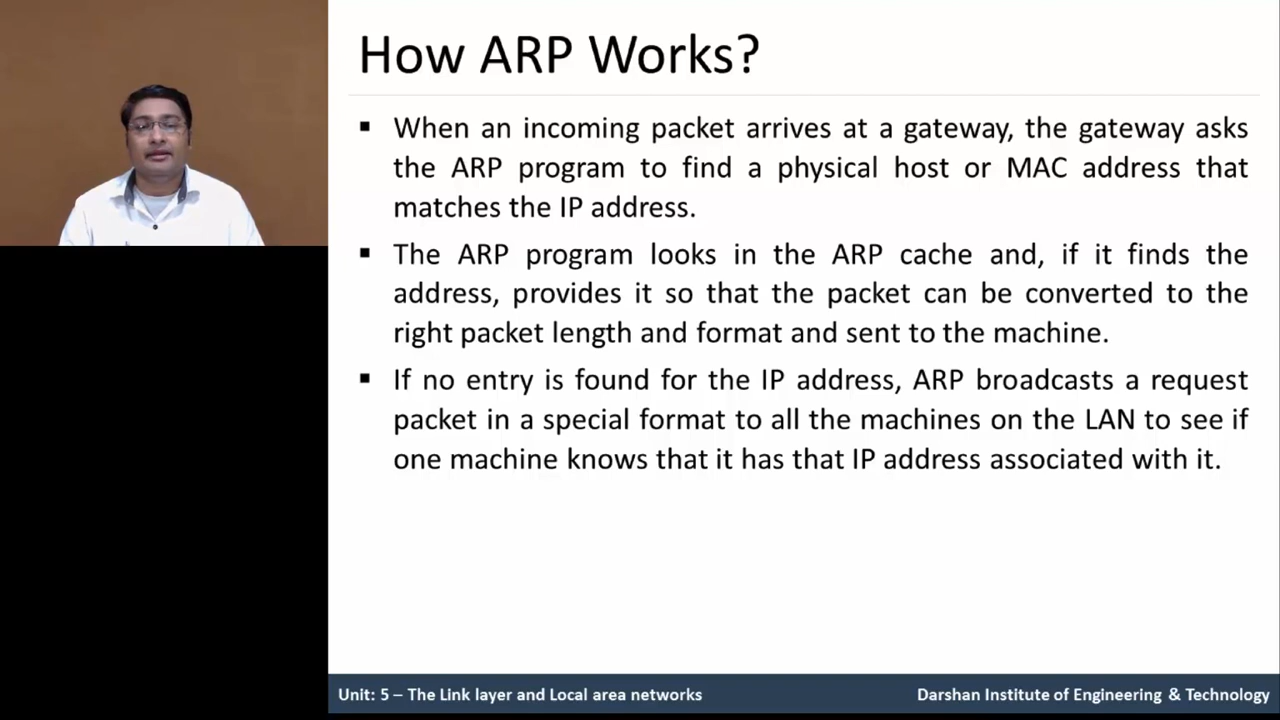 How ARP Works?
▪ When an incoming packet arrives at a gateway, the gateway asks
the ARP program to find a physical host or MAC address that
matches the IP address.
▪ The ARP program looks in the ARP cache and, if it finds the
address, provides it so that the packet can be converted to the
right packet length and format and sent to the machine.
▪ If no entry is found for the IP address, ARP broadcasts a request
packet in a special format to all the machines on the LAN to see if
one machine knows that it has that IP address associated with it.
Unit: 5 – The Link layer and Local area networks
Darshan Institute of Engineering & Technology